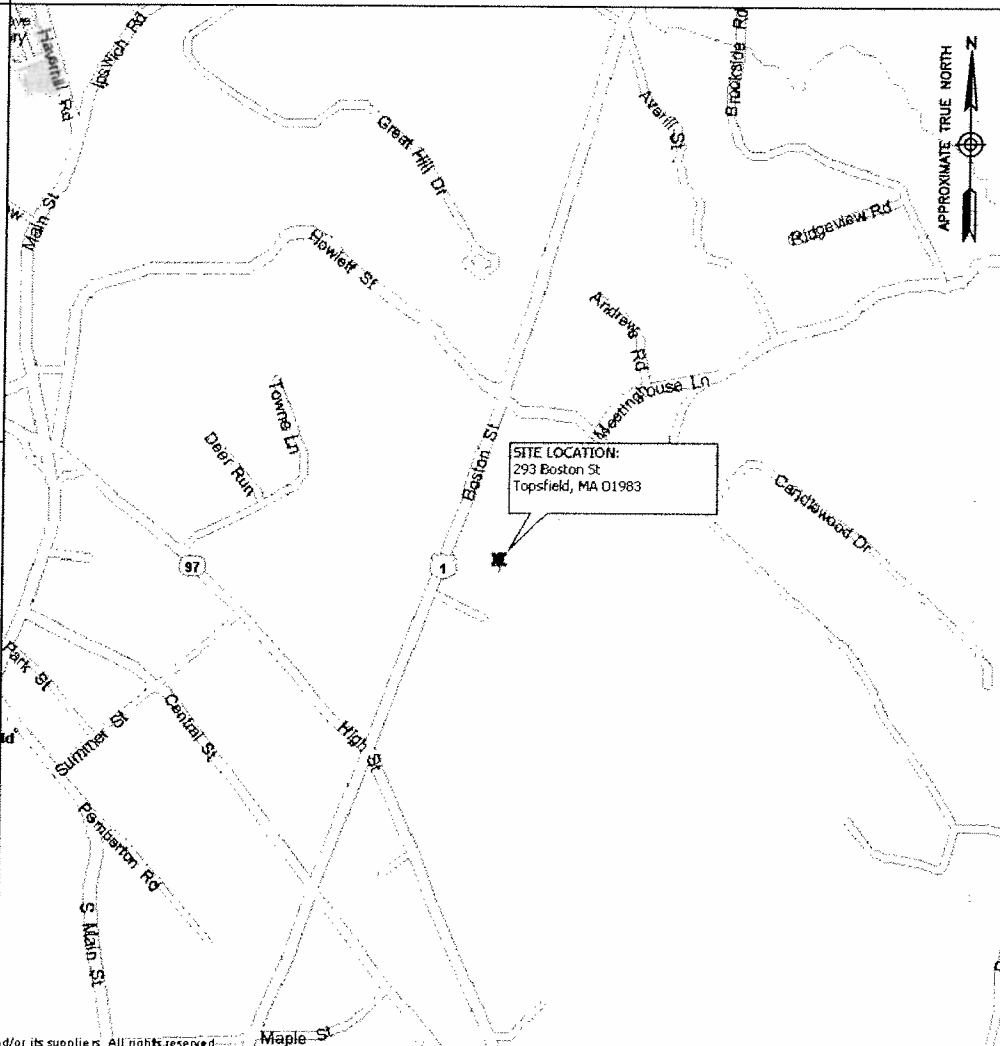 Haverhill Rd
Ipswich Rd
Brookside Rd
N
APPROXIMATE TRUE NORTH
Averill St
Great Hill Dr
Main St
Ridgeview Rd
Howlett St
Andrews Rd
Towne Ln
Meetinghouse Ln
Deer Run
Boston St
SITE LOCATION:
293 Boston St
Topsfield, MA 01983
Candlewood Dr
97
1
Park St
Summer St
Central St
High St
Pemberton Rd
S Main St
Maple St
d/or its suppliers. All rights reserved.